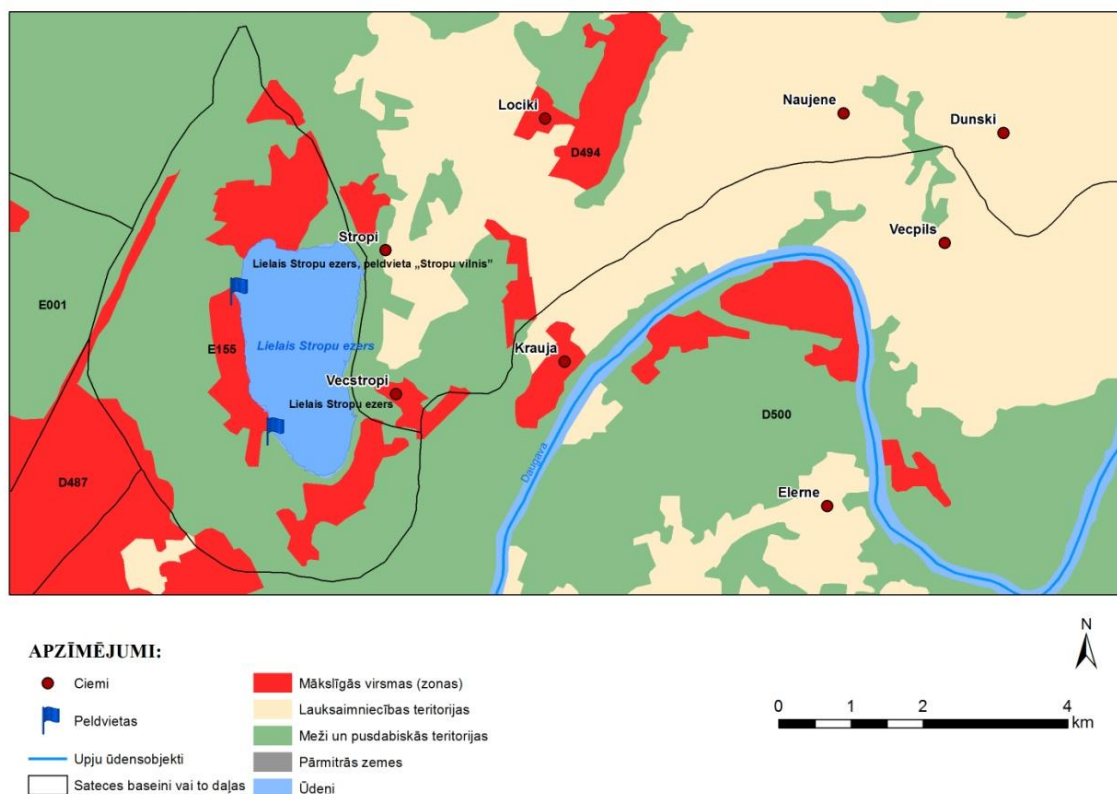 Naujene
Lociki
Dunski
D494
Stropi
Vecpils
Lielais Stropu ezers, peldvieta „Stropu vilnis”
E001
Lielais Stropu ezers
E155
Krauja
Vecstropi
Lielais Stropu ezers
D500
Daugava
D487
Elerne
APZĪMĒJUMI:
Ciemi
Peldvietas
Upju ūdensobjekti
Sateces baseini vai to daļas
Mākslīgās virsmas (zonas)
Lauksaimniecības teritorijas
Meži un pusdabiskās teritorijas
Pārmitrās zemes
Ūdeņi
N
0 1 2 4
km